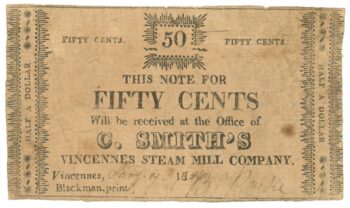 50
FIFTY CENTS.
FIFTY CENTS.
HALF A DOLLAR
HALF A DOLLAR
THIS NOTE FOR
FIFTY CENTS
Will be received at the Office of
C. SMITH'S
VINCENNES STEAM MILL COMPANY.
Vincennes, 18
Blackman, print